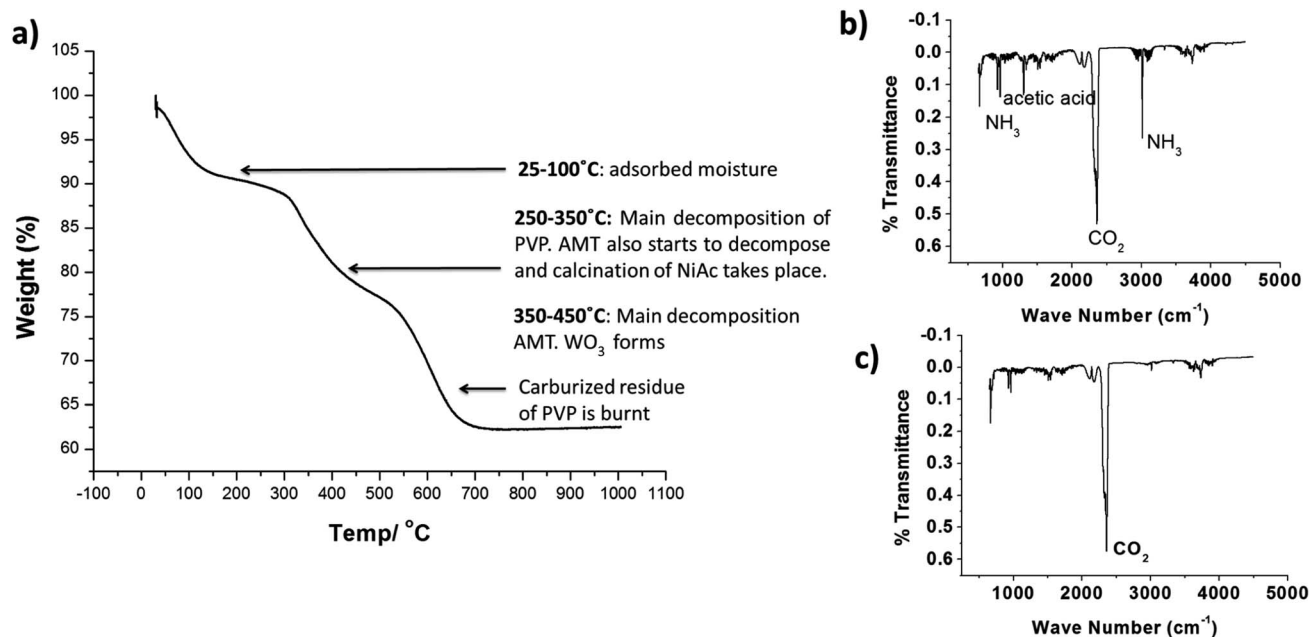 a)
105
100
95
90
85
80
75
70
65
60
Weight (%)
-100 0 100 200 300 400 500 600 700 800 900 1000 1100
Temp/ °C
25-100˚C: adsorbed moisture
250-350˚C: Main decomposition of
PVP. AMT also starts to decompose
and calcination of NiAc takes place.
350-450˚C: Main decomposition
AMT. WO₃ forms
Carburized residue
of PVP is burnt
b)
-0.1
0.0
0.1
0.2
0.3
0.4
0.5
0.6
% Transmittance
acetic acid
NH₃
NH₃
CO₂
1000 2000 3000 4000 5000
Wave Number (cm⁻¹)
c)
-0.1
0.0
0.1
0.2
0.3
0.4
0.5
0.6
% Transmittance
CO₂
1000 2000 3000 4000 5000
Wave Number (cm⁻¹)